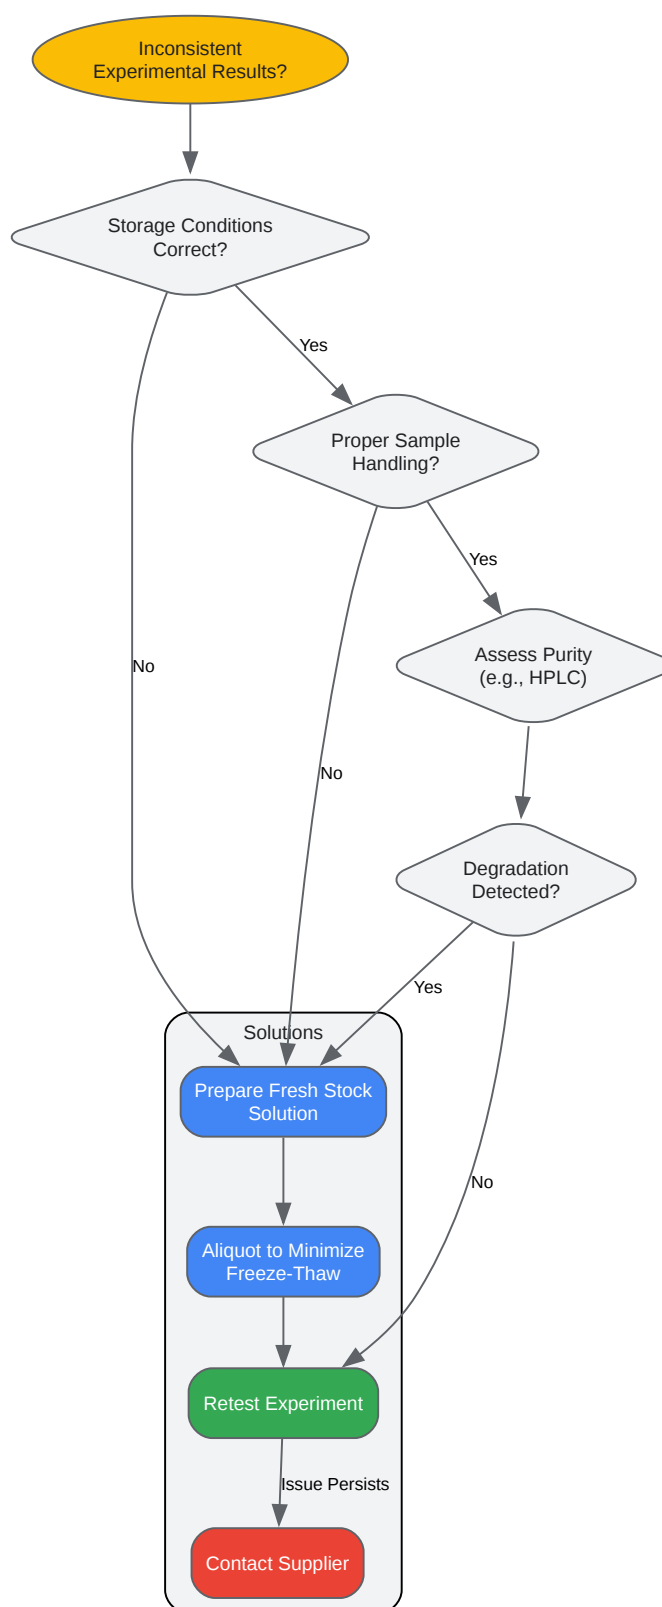 Inconsistent
Experimental Results?
Storage Conditions
Correct?
Yes
Proper Sample
Handling?
Yes
Assess Purity
(e.g., HPLC)
No
No
Degradation
Detected?
Yes
Solutions
Prepare Fresh Stock
Solution
No
Aliquot to Minimize
Freeze-Thaw
Retest Experiment
Issue Persists
Contact Supplier